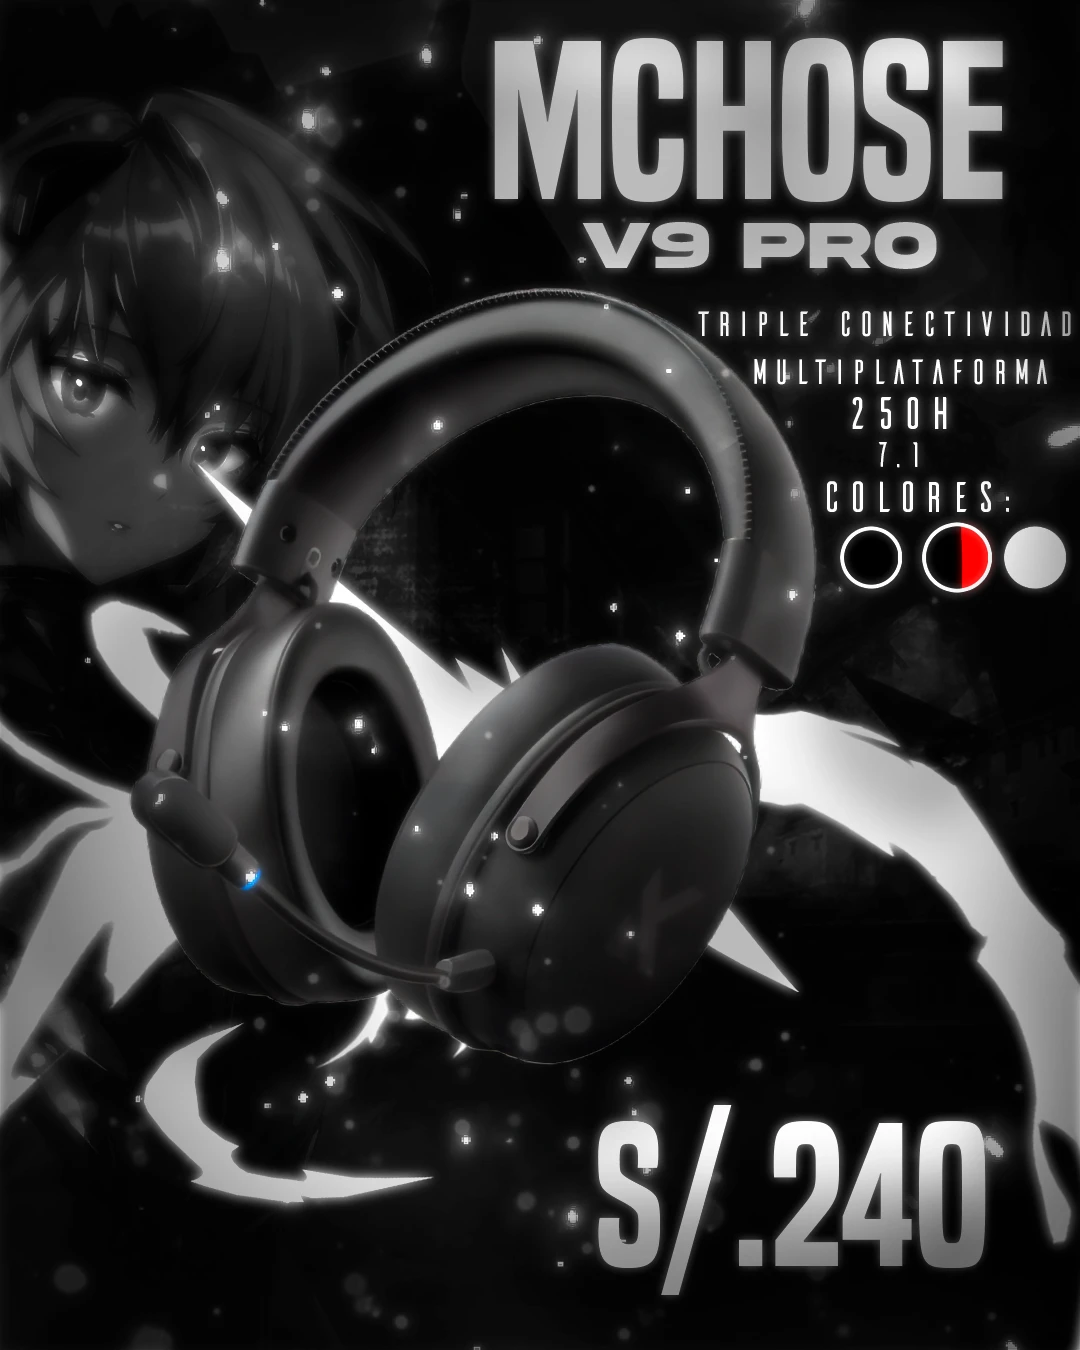 MCHOSE
V9 PRO
TRIPLE CONECTIVIDAD
MULTIPLATAFORMA
250H
7.1
COLORES:
S/.240